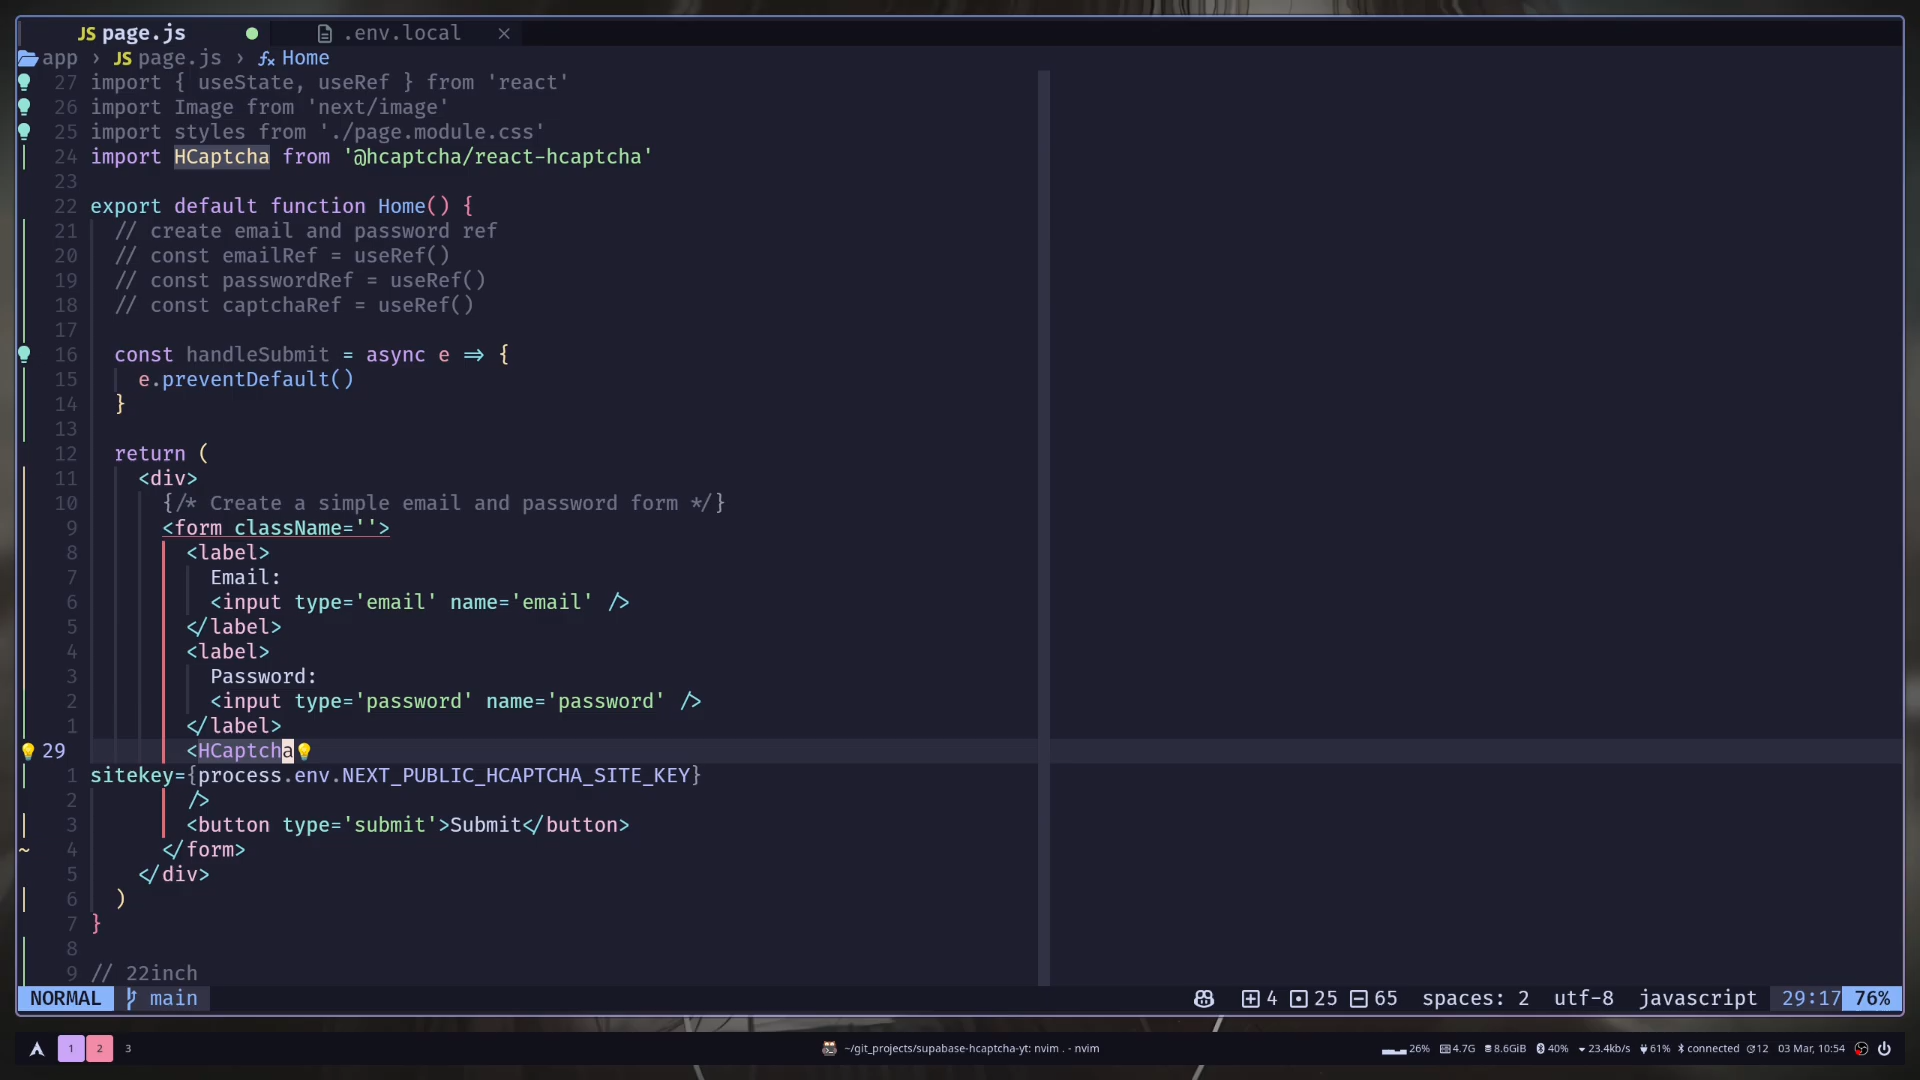 JS page.js
.env.local
app › JS page.js › fx Home
27 import { useState, useRef } from 'react'
26 import Image from 'next/image'
25 import styles from './page.module.css'
24 import HCaptcha from '@hcaptcha/react-hcaptcha'
23
22 export default function Home() {
21 // create email and password ref
20 // const emailRef = useRef()
19 // const passwordRef = useRef()
18 // const captchaRef = useRef()
17
16 const handleSubmit = async e => {
15 e.preventDefault()
14 }
13
12 return (
11 <div>
10 {/* Create a simple email and password form */}
9 <form className=''>
8 <label>
7 Email:
6 <input type='email' name='email' />
5 </label>
4 <label>
3 Password:
2 <input type='password' name='password' />
1 </label>
29 <HCaptcha
1 sitekey={process.env.NEXT_PUBLIC_HCAPTCHA_SITE_KEY}
2 />
3 <button type='submit'>Submit</button>
~ 4 </form>
5 </div>
6 )
7 }
8
9 // 22inch
NORMAL main 4 25 65 spaces: 2 utf-8 javascript 29:17 76%
1 2 3 ~/git_projects/supabase-hcaptcha-yt: nvim . - nvim 26% 4.7G 8.6GiB 40% 23.4kb/s 61% connected 12 03 Mar, 10:54